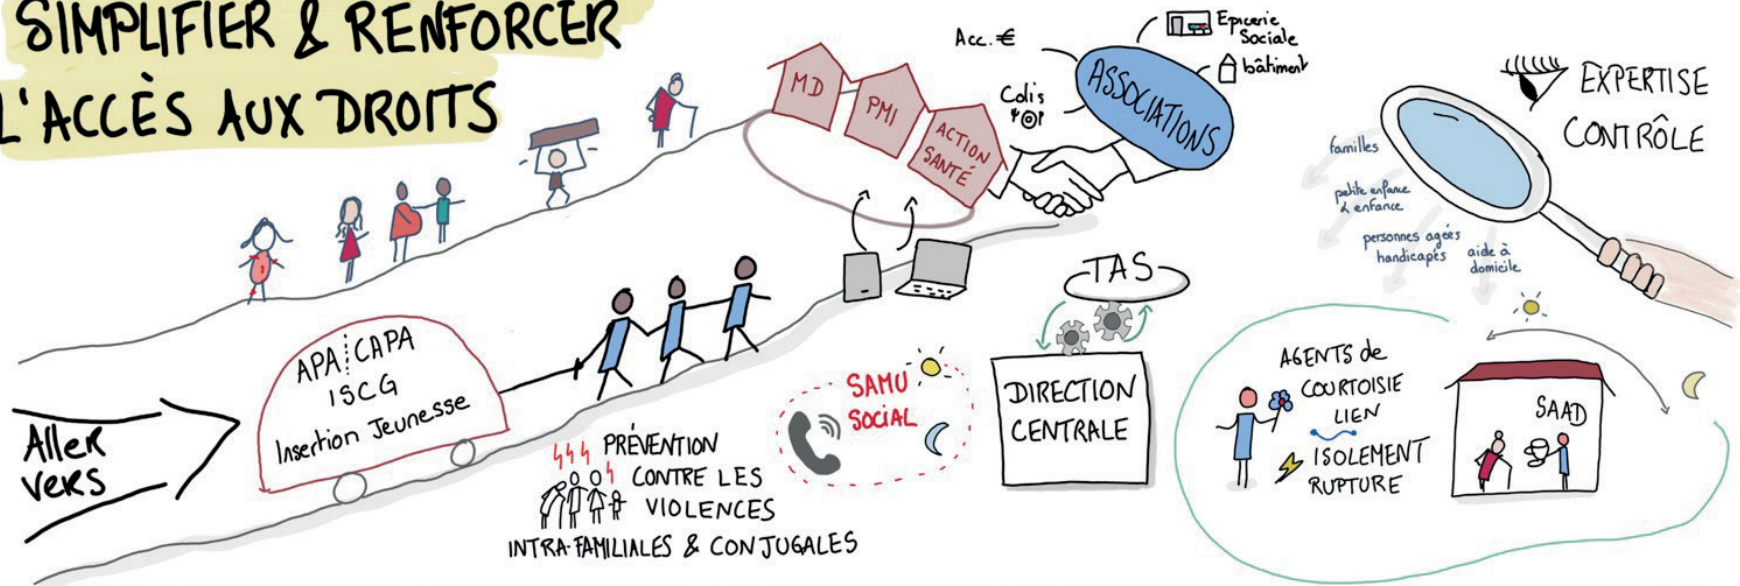 SIMPLIFIER & RENFORCER
L'ACCÈS AUX DROITS
MD
PMI
ACTION
SANTÉ
Acc. €
Colis
ASSOCIATIONS
Epicerie
Sociale
bâtiment
EXPERTISE
CONTRÔLE
familles
petite enfance
& enfance
personnes agées
handicapés
aide à
domicile
Aller
vers
APA CAPA
ISCG
Insertion Jeunesse
PRÉVENTION
CONTRE LES
VIOLENCES
INTRA-FAMILIALES & CONJUGALES
SAMU
SOCIAL
TAS
DIRECTION
CENTRALE
AGENTS de
COURTOISIE
LIEN
ISOLEMENT
RUPTURE
SAAD